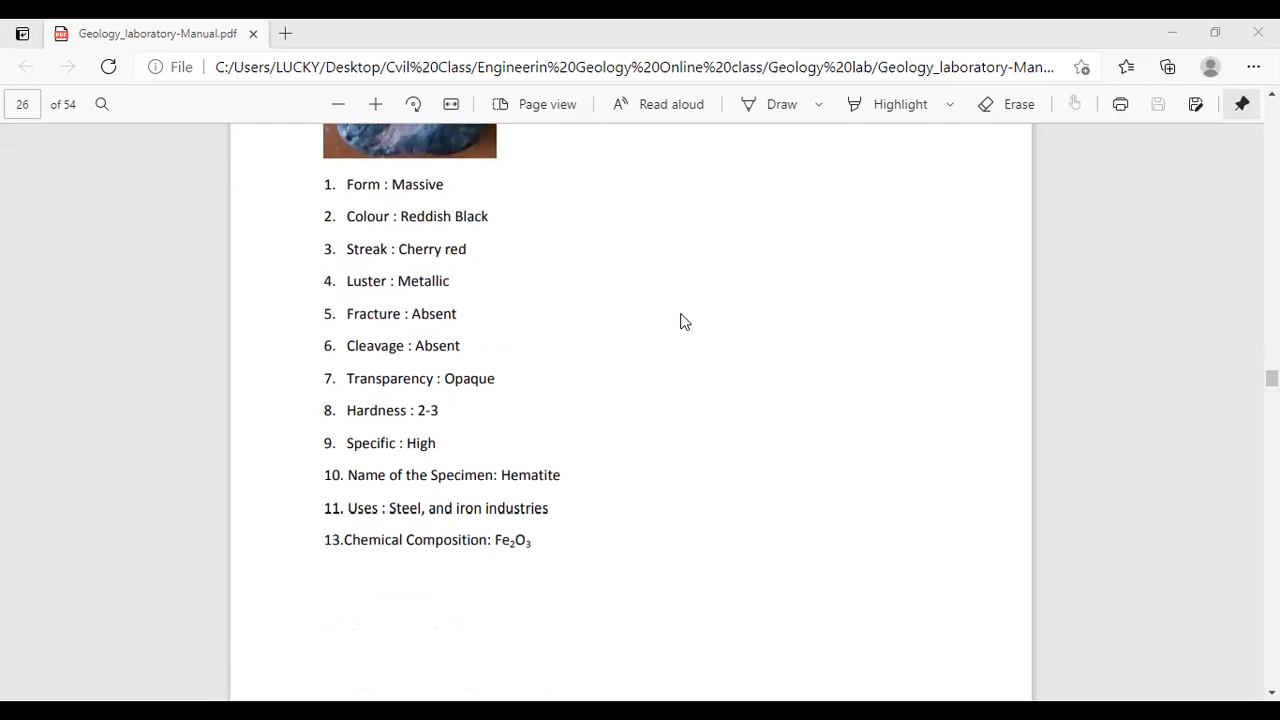 Geology_laboratory-Manual.pdf
File C:/Users/LUCKY/Desktop/Cvil%20Class/Engineerin%20Geology%20Online%20class/Geology%20lab/Geology_laboratory-Man...
26 of 54 Page view Read aloud Draw Highlight Erase
1. Form : Massive
2. Colour : Reddish Black
3. Streak : Cherry red
4. Luster : Metallic
5. Fracture : Absent
6. Cleavage : Absent
7. Transparency : Opaque
8. Hardness : 2-3
9. Specific : High
10. Name of the Specimen: Hematite
11. Uses : Steel, and iron industries
13.Chemical Composition: Fe₂O₃